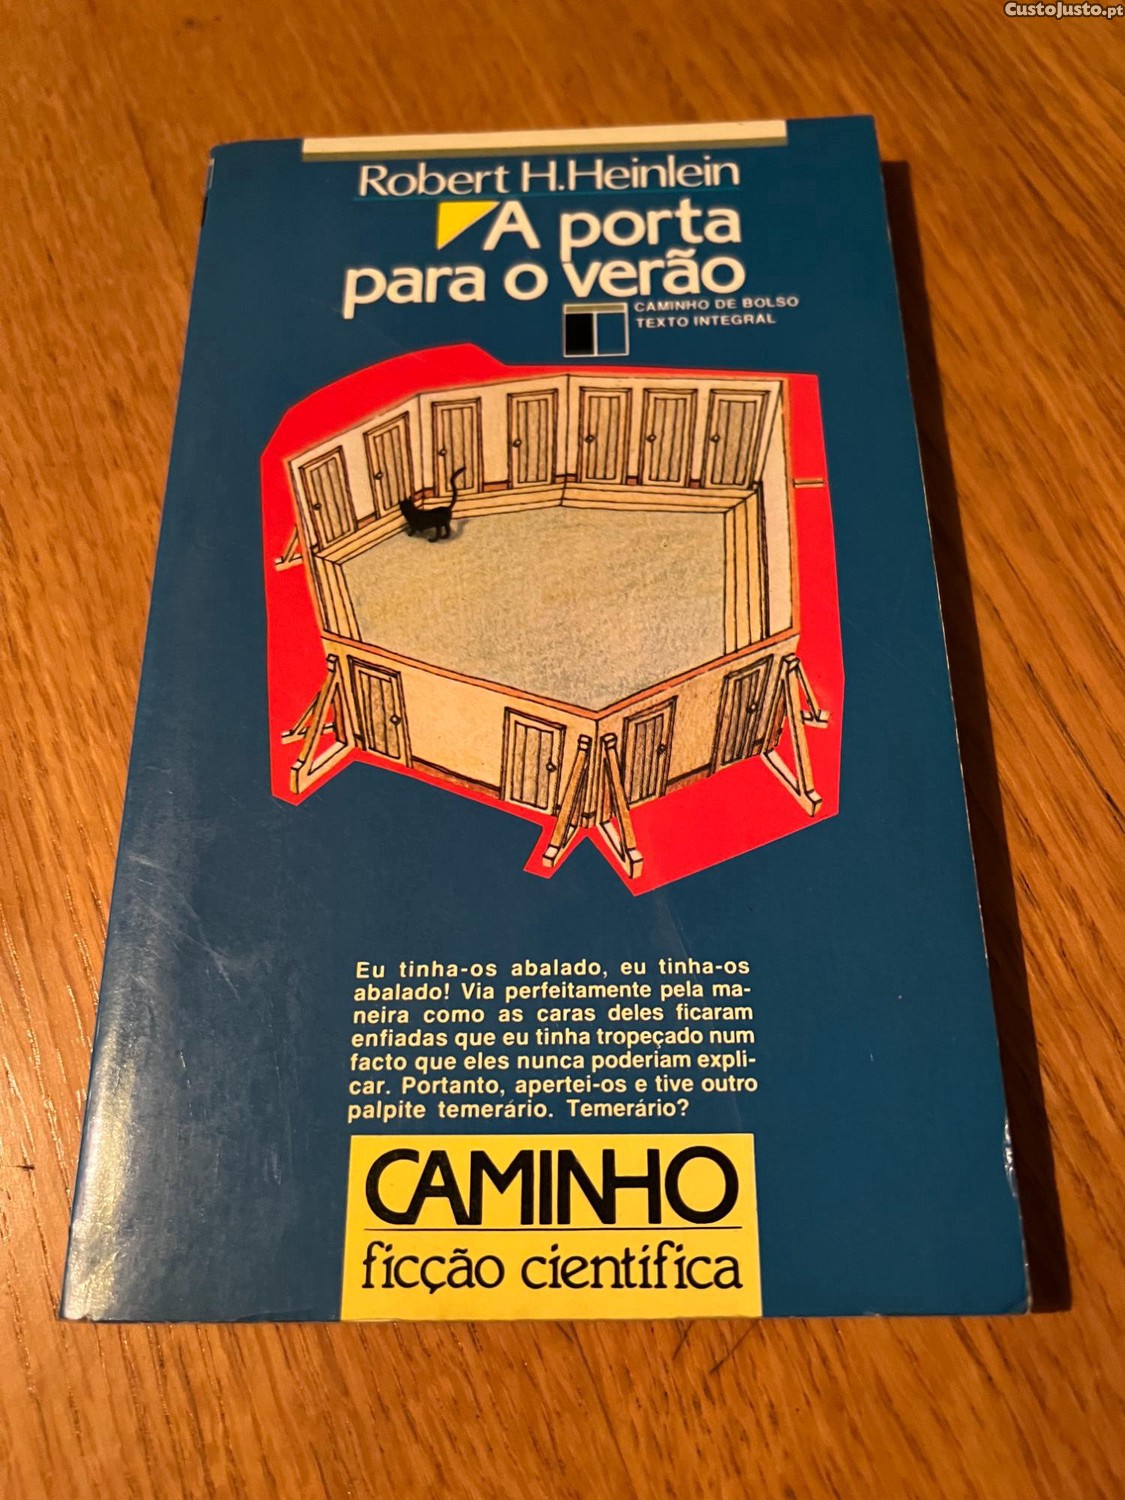 CustoJusto.pt
Robert H.Heinlein
A porta
para o verão
CAMINHO DE BOLSO
TEXTO INTEGRAL
Eu tinha-os abalado, eu tinha-os
abalado! Via perfeitamente pela ma-
neira como as caras deles ficaram
enfiadas que eu tinha tropeçado num
facto que eles nunca poderiam expli-
car. Portanto, apertei-os e tive outro
palpite temerário. Temerário?
CAMINHO
ficção científica